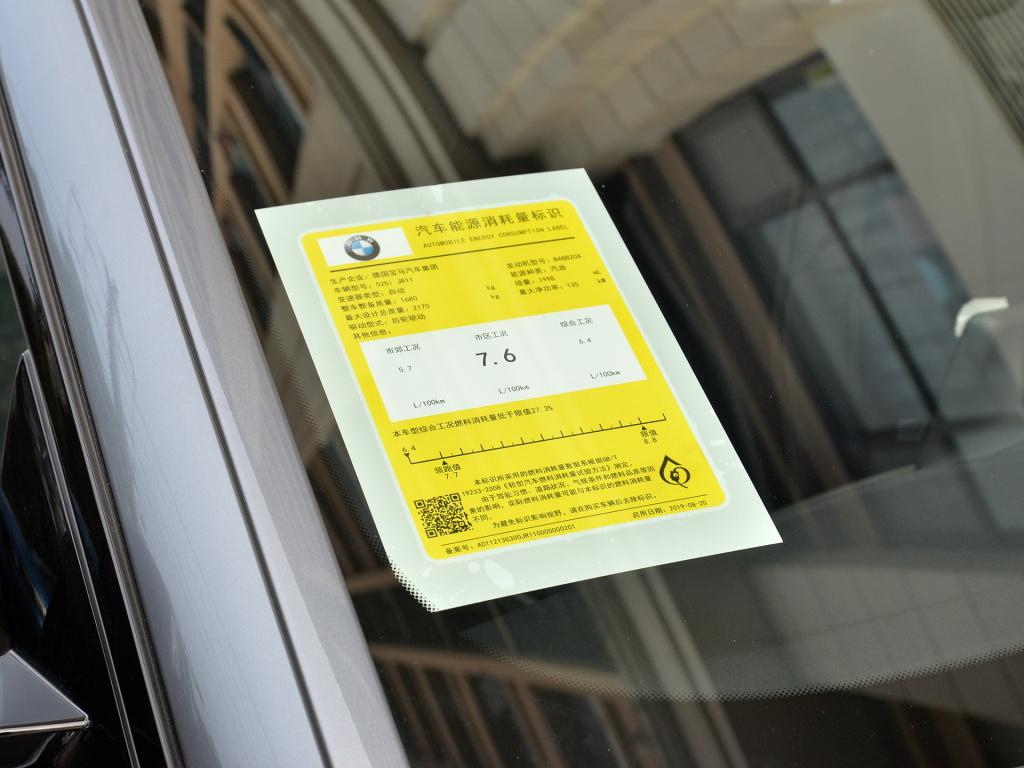 BMW
汽车能源消耗量标识
AUTOMOBILE ENERGY CONSUMPTION LABEL
生产企业：德国宝马汽车集团
车辆型号：525i JR11
发动机型号：B48B20A
变速器类型：自动
能源种类：汽油
整车整备质量：1680 kg
排量：1998 mL
最大设计总质量：2170 kg
最大净功率：135 kW
驱动型式：后轮驱动
其他信息：
市郊工况 市区工况 综合工况
5.7 7.6 6.4
L/100km L/100km L/100km
本车型综合工况燃料消耗量低于限值27.3%
6.4
领跑值
7.7
限值
8.8
本标识所采用的燃料消耗量数据系根据GB/T
19233-2008《轻型汽车燃料消耗量试验方法》测定。
由于驾驶习惯、道路状况、气候条件和燃料品质等因
素的影响，实际燃料消耗量可能与本标识的燃料消耗量
不同。
为避免标识影响视野，请在购买车辆后去除标识。
备案号：A011213G30GJR110000000201
启用日期：2019-08-20